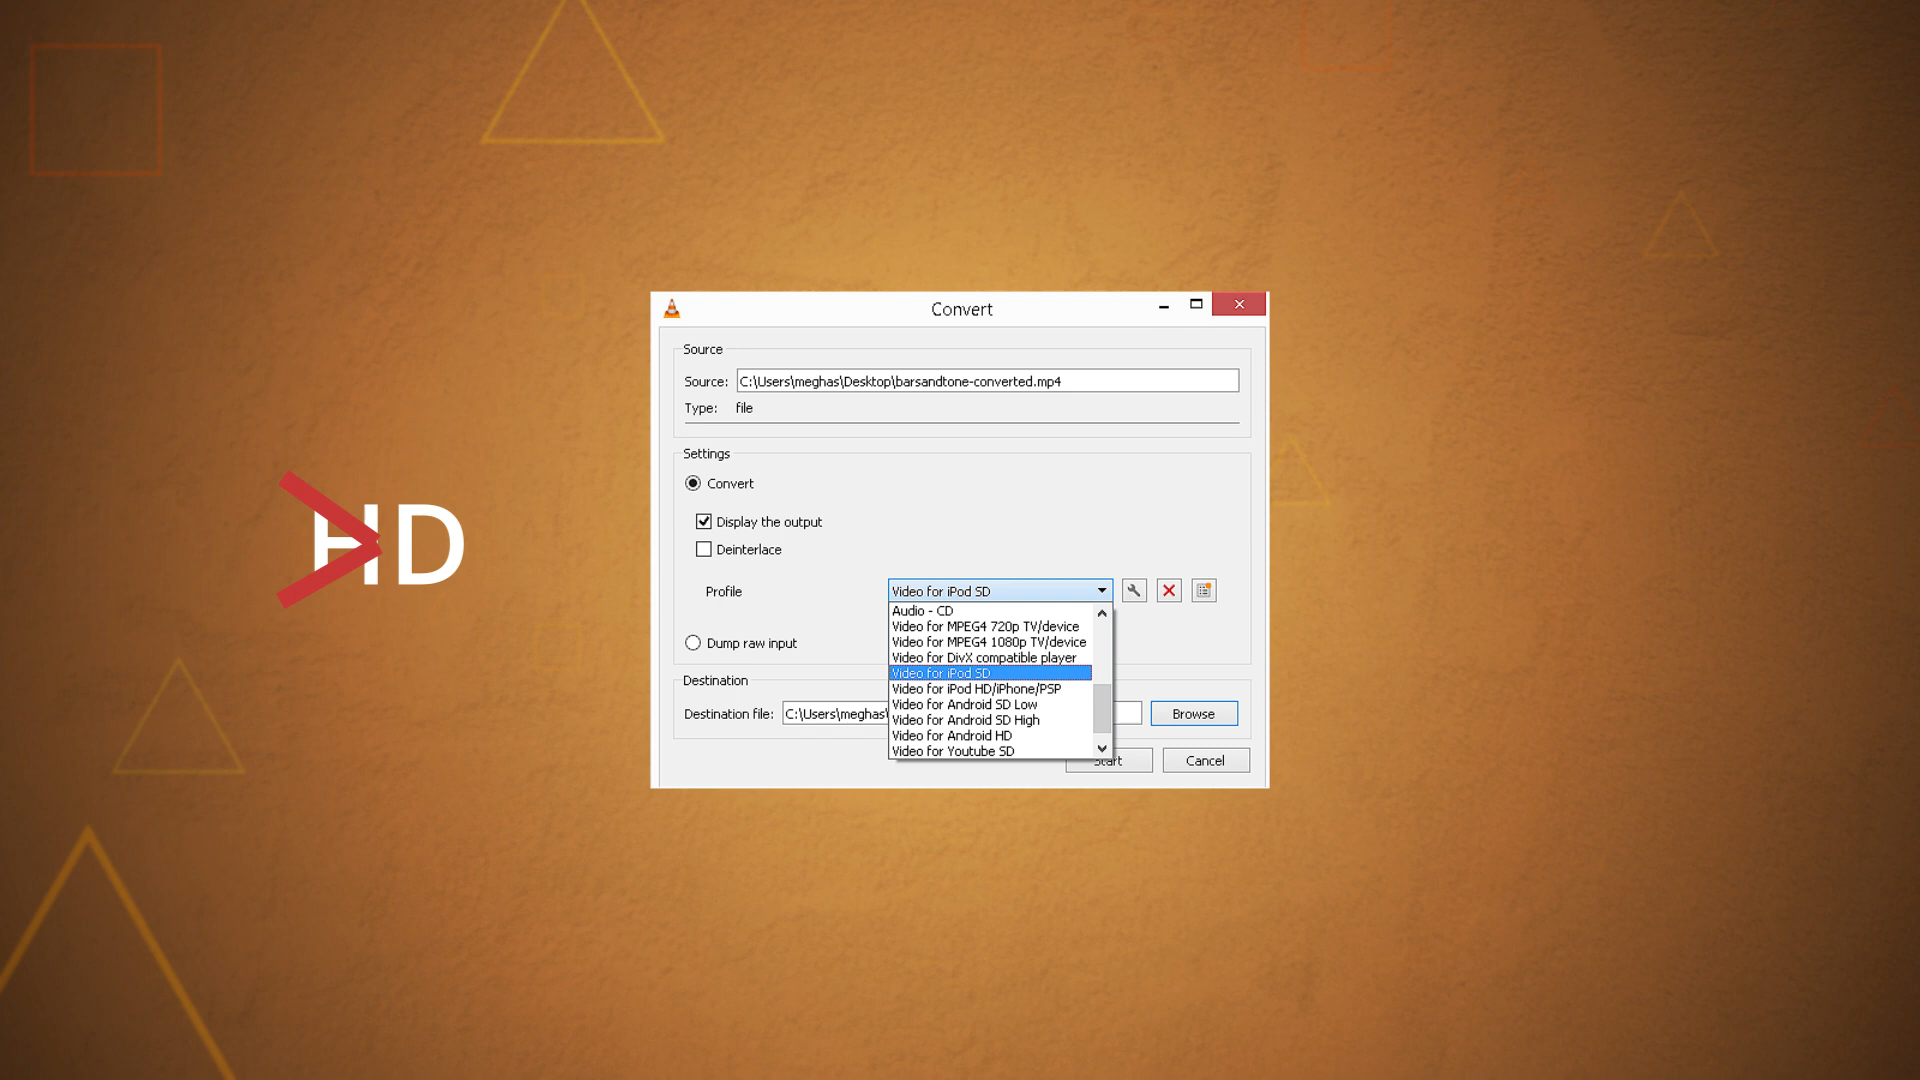 Convert
Source
Source: C:\Users\meghas\Desktop\barsandtone-converted.mp4
Type: file
Settings
Convert
HD
Display the output
Deinterlace
Profile Video for iPod SD
Audio - CD
Video for MPEG4 720p TV/device
Video for MPEG4 1080p TV/device
Dump raw input
Video for DivX compatible player
Video for iPod SD
Destination
Video for iPod HD/iPhone/PSP
Video for Android SD Low
Destination file: C:\Users\meghas\
Browse
Video for Android SD High
Video for Android HD
Video for Youtube SD
Start Cancel